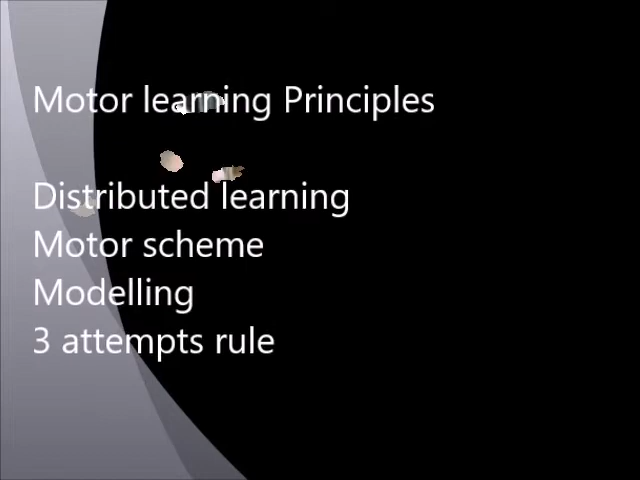 Motor learning Principles
Distributed learning
Motor scheme
Modelling
3 attempts rule